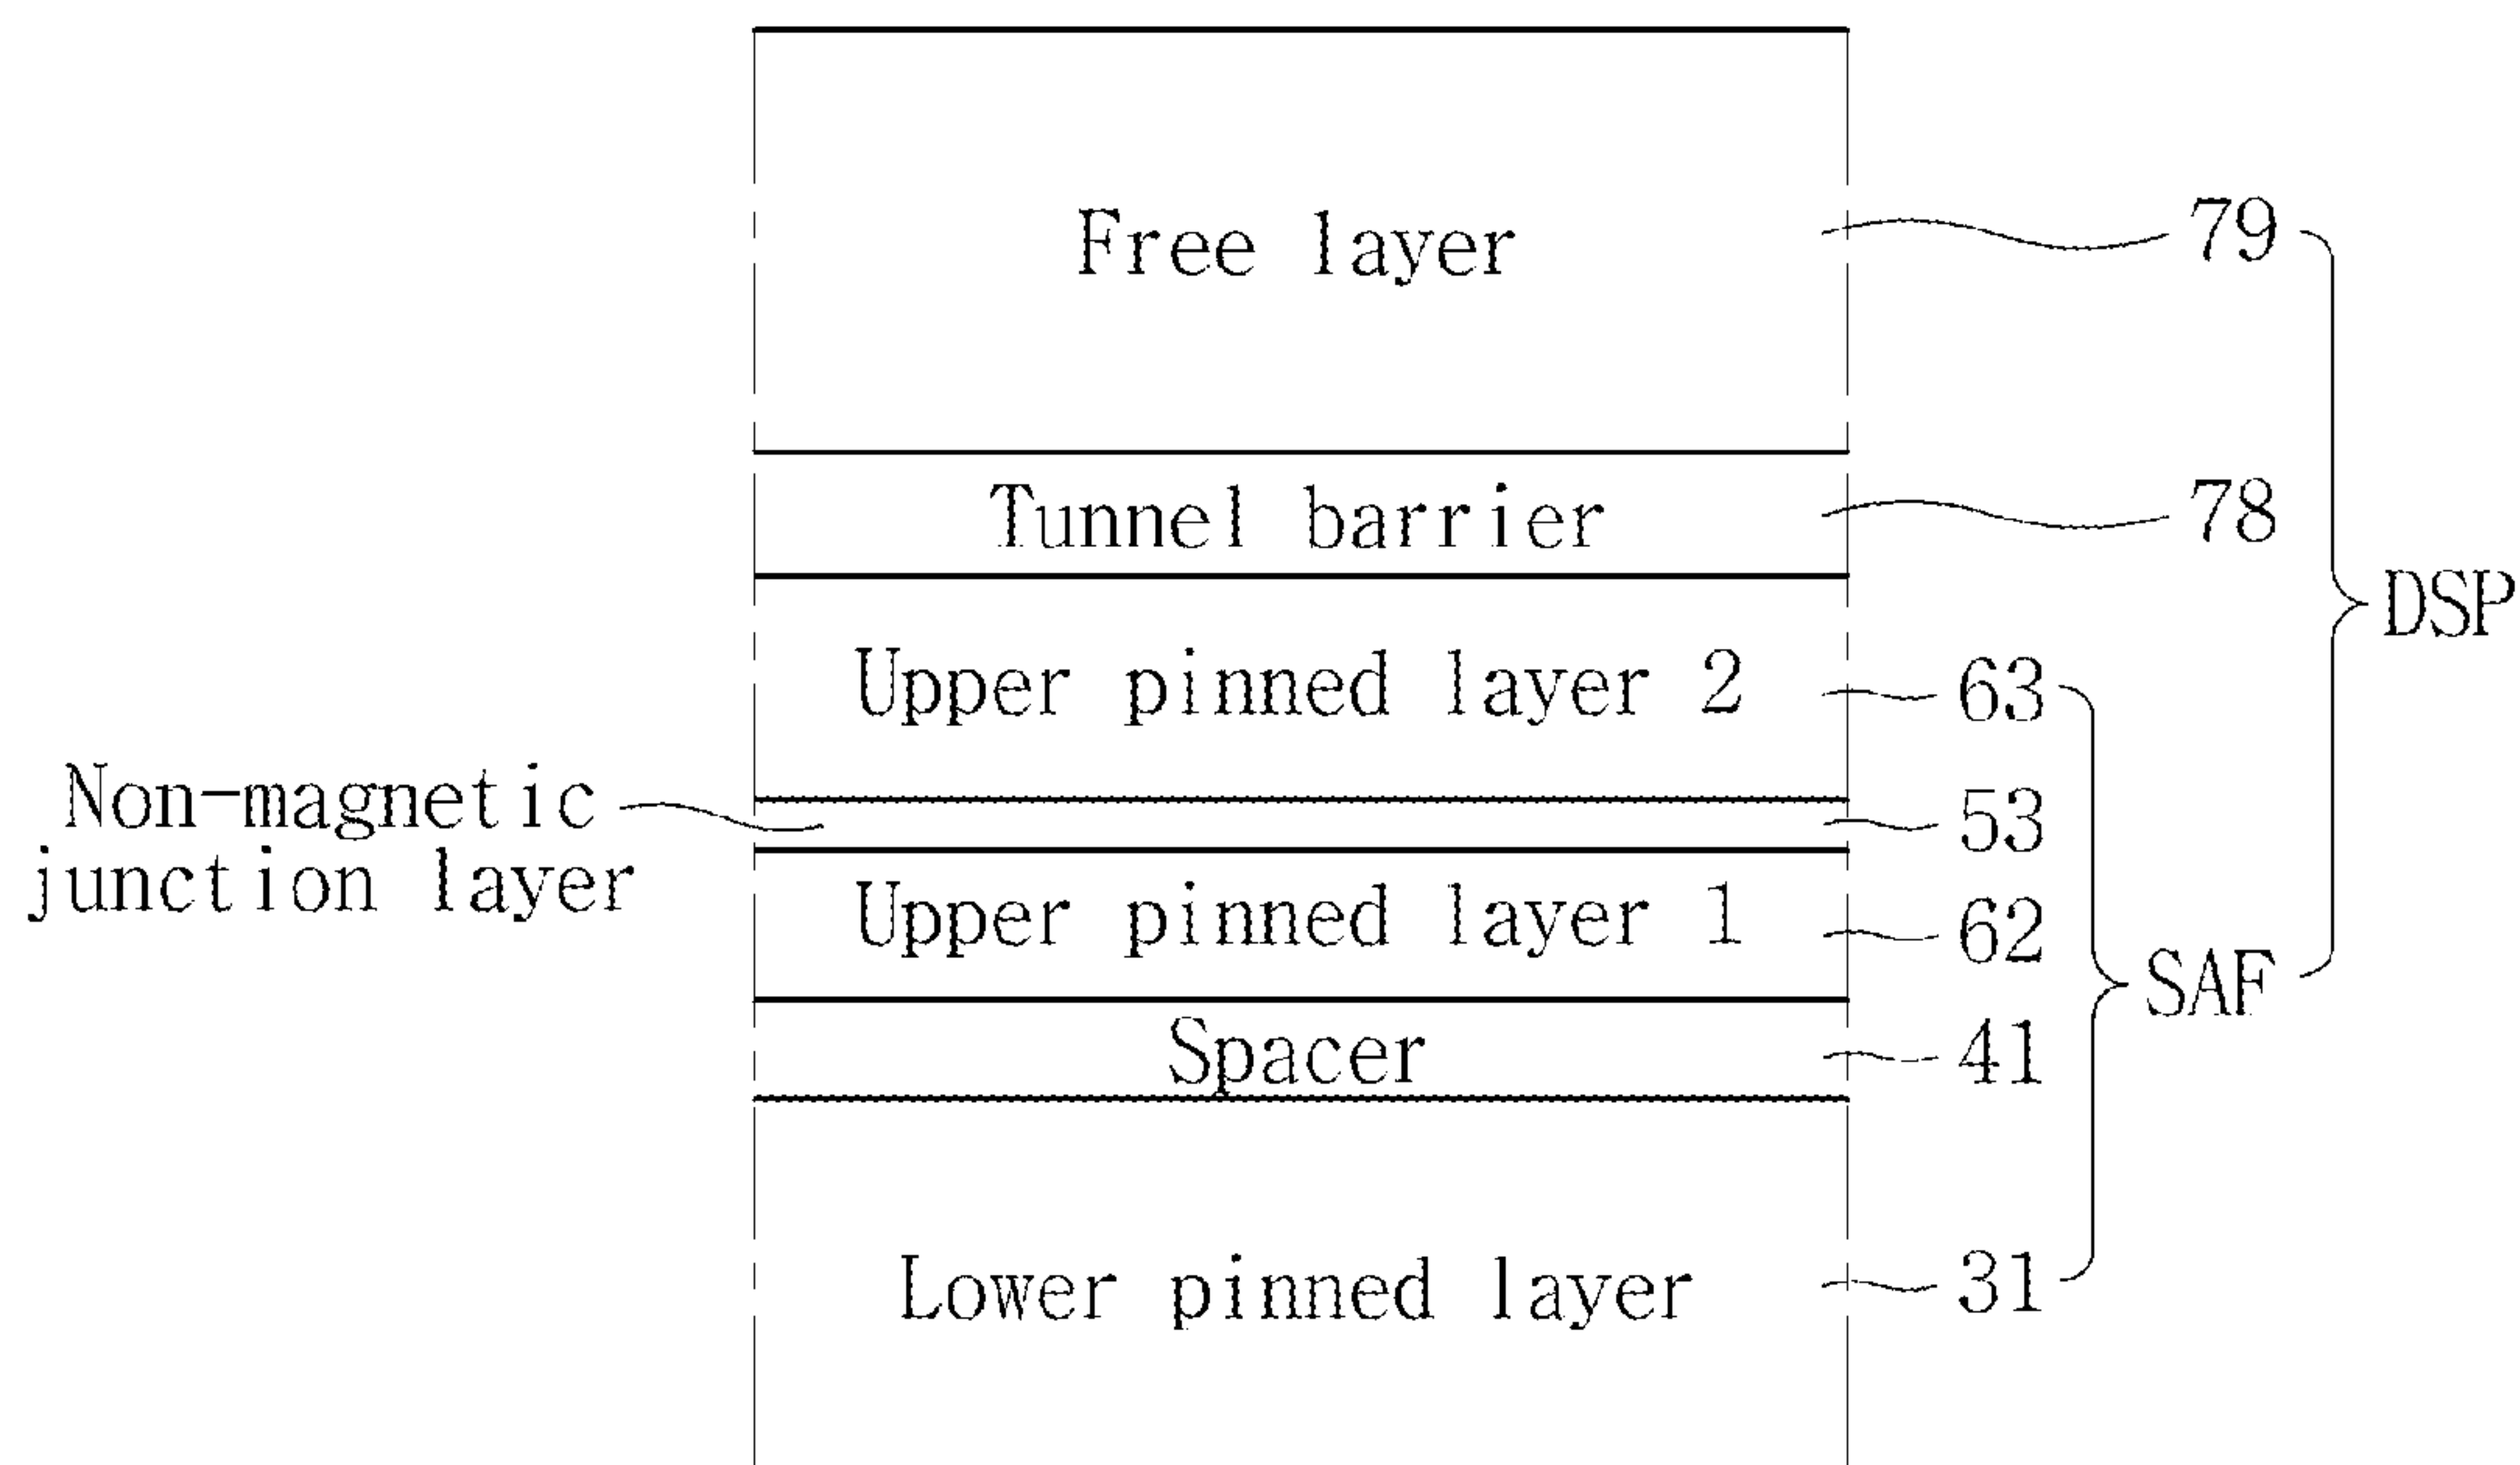 Free layer 79
Tunnel barrier 78
DSP
Upper pinned layer 2 63
Non-magnetic
junction layer
53
Upper pinned layer 1 62
SAF
Spacer 41
Lower pinned layer 31